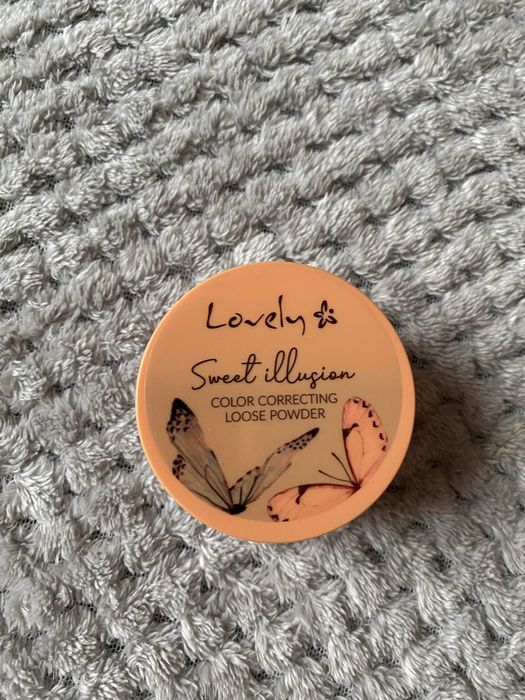 Lovely
Sweet illusion
COLOR CORRECTING
LOOSE POWDER